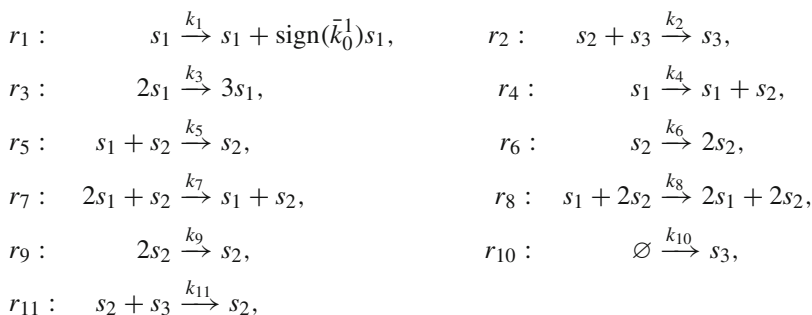 r₁ : s₁ →^{k₁} s₁ + sign(k̄₀¹)s₁, r₂ : s₂ + s₃ →^{k₂} s₃,
r₃ : 2s₁ →^{k₃} 3s₁, r₄ : s₁ →^{k₄} s₁ + s₂,
r₅ : s₁ + s₂ →^{k₅} s₂, r₆ : s₂ →^{k₆} 2s₂,
r₇ : 2s₁ + s₂ →^{k₇} s₁ + s₂, r₈ : s₁ + 2s₂ →^{k₈} 2s₁ + 2s₂,
r₉ : 2s₂ →^{k₉} s₂, r₁₀ : ∅ →^{k₁₀} s₃,
r₁₁ : s₂ + s₃ →^{k₁₁} s₂,